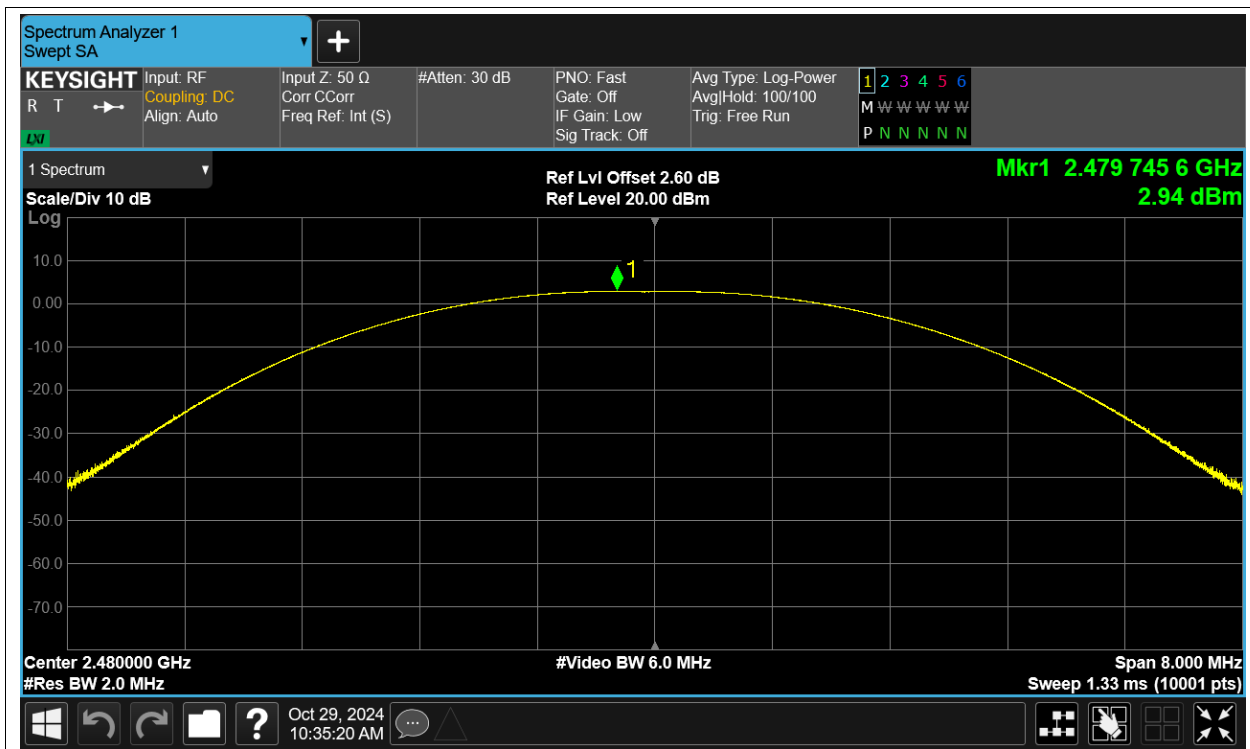 Spectrum Analyzer 1
Swept SA
KEYSIGHT
R T
LXI
Input: RF
Coupling: DC
Align: Auto
Input Z: 50 Ω
Corr CCorr
Freq Ref: Int (S)
#Atten: 30 dB
PNO: Fast
Gate: Off
IF Gain: Low
Sig Track: Off
Avg Type: Log-Power
Avg|Hold: 100/100
Trig: Free Run
1 2 3 4 5 6
M W W W W W
P N N N N N
1 Spectrum
Scale/Div 10 dB
Ref Lvl Offset 2.60 dB
Ref Level 20.00 dBm
Mkr1 2.479 745 6 GHz
2.94 dBm
Log
10.0
0.00
-10.0
-20.0
-30.0
-40.0
-50.0
-60.0
-70.0
1
Center 2.480000 GHz
#Res BW 2.0 MHz
#Video BW 6.0 MHz
Span 8.000 MHz
Sweep 1.33 ms (10001 pts)
?
Oct 29, 2024
10:35:20 AM